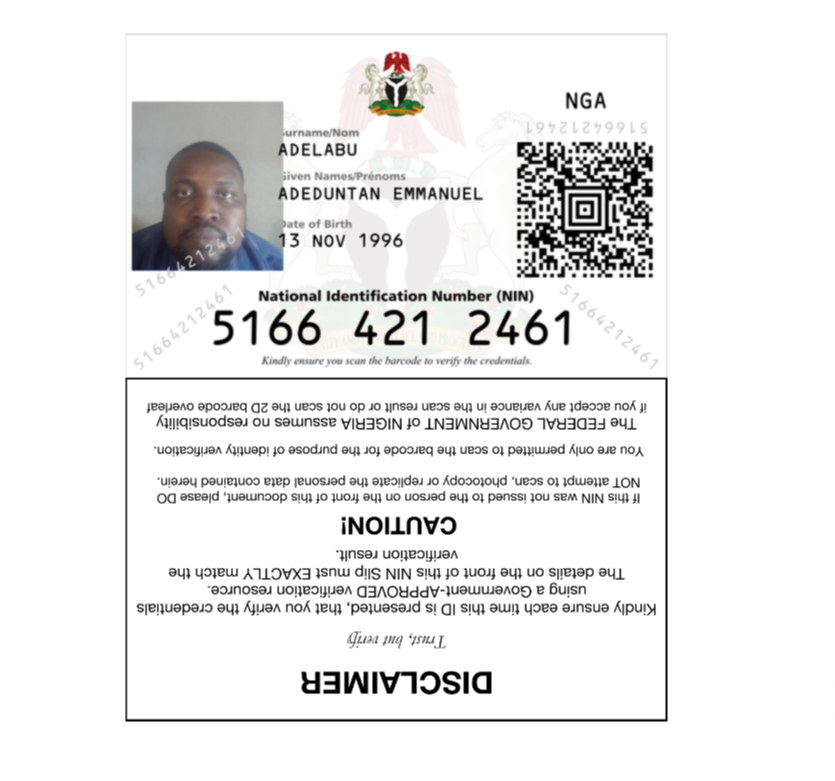 NGA
51664212461
Surname/Nom
ADELABU
Given Names/Prénoms
ADEDUNTAN EMMANUEL
Date of Birth
13 NOV 1996
51664212461
51664212461
51664212461
National Identification Number (NIN)
5166 421 2461
Kindly ensure you scan the barcode to verify the credentials.
DISCLAIMER
Trust, but verify
Kindly ensure each time this ID is presented, that you verify the credentials
using a Government-APPROVED verification resource.
The details on the front of this NIN Slip must EXACTLY match the
verification result.
CAUTION!
If this NIN was not issued to the person on the front of this document, please DO
NOT attempt to scan, photocopy or replicate the personal data contained herein.
You are only permitted to scan the barcode for the purpose of identity verification.
The FEDERAL GOVERNMENT of NIGERIA assumes no responsibility
if you accept any variance in the scan result or do not scan the 2D barcode overleaf